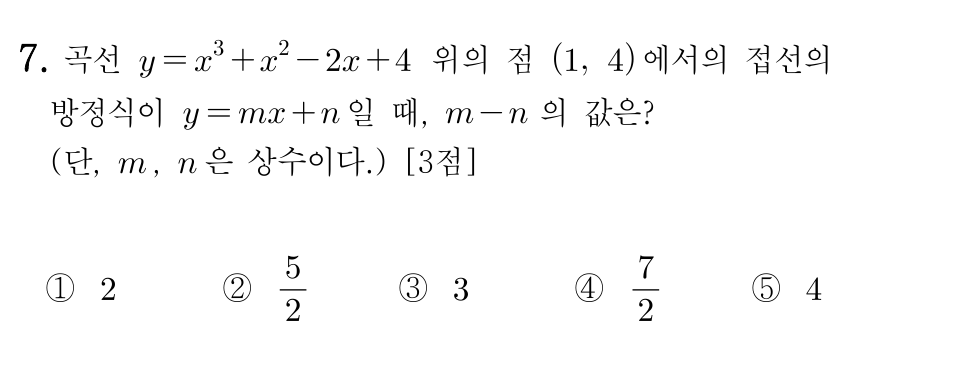 7. 곡선 y=x³+x²-2x+4 위의 점 (1, 4)에서의 접선의
방정식이 y=mx+n일 때, m-n의 값은?
(단, m, n은 상수이다.) [3점]
① 2 ② 5/2 ③ 3 ④ 7/2 ⑤ 4